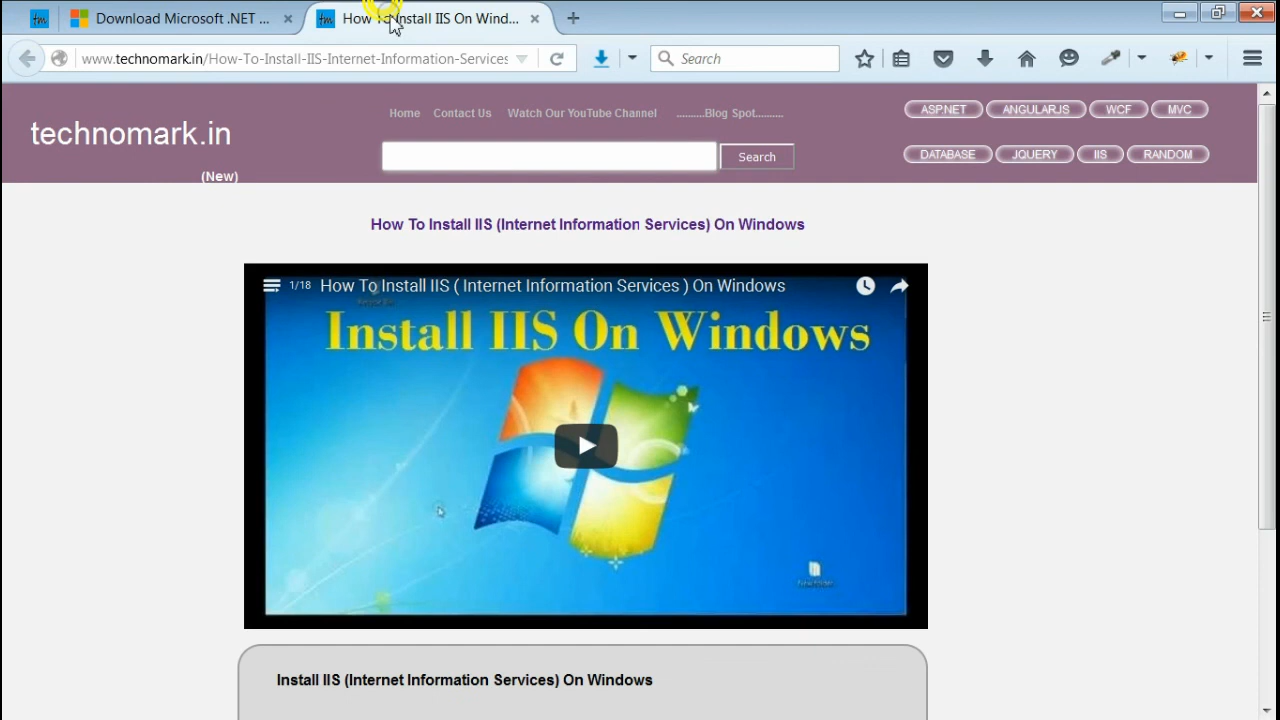 Download Microsoft .NET ...
How To Install IIS On Wind...
www.technomark.in/How-To-Install-IIS-Internet-Information-Services
Search
technomark.in
(New)
Home Contact Us Watch Our YouTube Channel ..........Blog Spot..........
Search
ASP.NET ANGULARJS WCF MVC
DATABASE JQUERY IIS RANDOM
How To Install IIS (Internet Information Services) On Windows
1/18 How To Install IIS ( Internet Information Services ) On Windows
Install IIS On Windows
New folder
Install IIS (Internet Information Services) On Windows